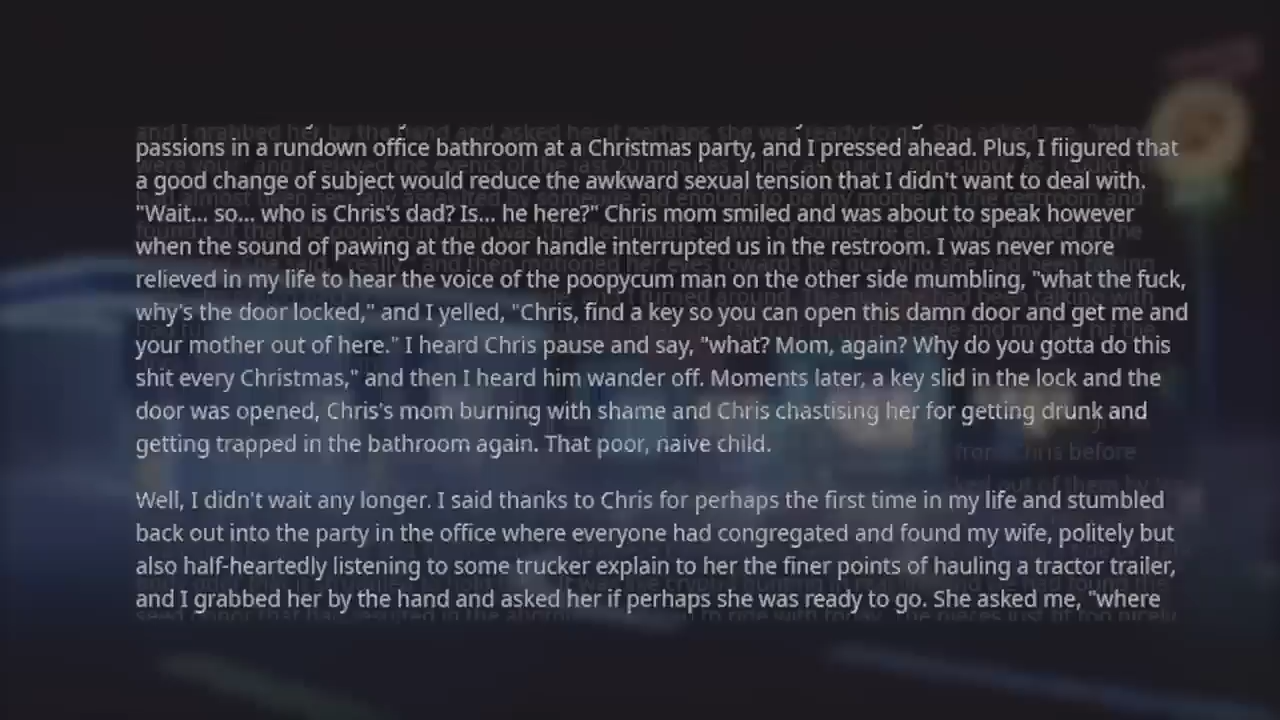 passions in a rundown office bathroom at a Christmas party, and I pressed ahead. Plus, I fiigured that
a good change of subject would reduce the awkward sexual tension that I didn't want to deal with.
"Wait... so... who is Chris's dad? Is... he here?" Chris mom smiled and was about to speak however
when the sound of pawing at the door handle interrupted us in the restroom. I was never more
relieved in my life to hear the voice of the poopycum man on the other side mumbling, "what the fuck,
why's the door locked," and I yelled, "Chris, find a key so you can open this damn door and get me and
your mother out of here." I heard Chris pause and say, "what? Mom, again? Why do you gotta do this
shit every Christmas," and then I heard him wander off. Moments later, a key slid in the lock and the
door was opened, Chris's mom burning with shame and Chris chastising her for getting drunk and
getting trapped in the bathroom again. That poor, naive child.
Well, I didn't wait any longer. I said thanks to Chris for perhaps the first time in my life and stumbled
back out into the party in the office where everyone had congregated and found my wife, politely but
also half-heartedly listening to some trucker explain to her the finer points of hauling a tractor trailer,
and I grabbed her by the hand and asked her if perhaps she was ready to go. She asked me, "where